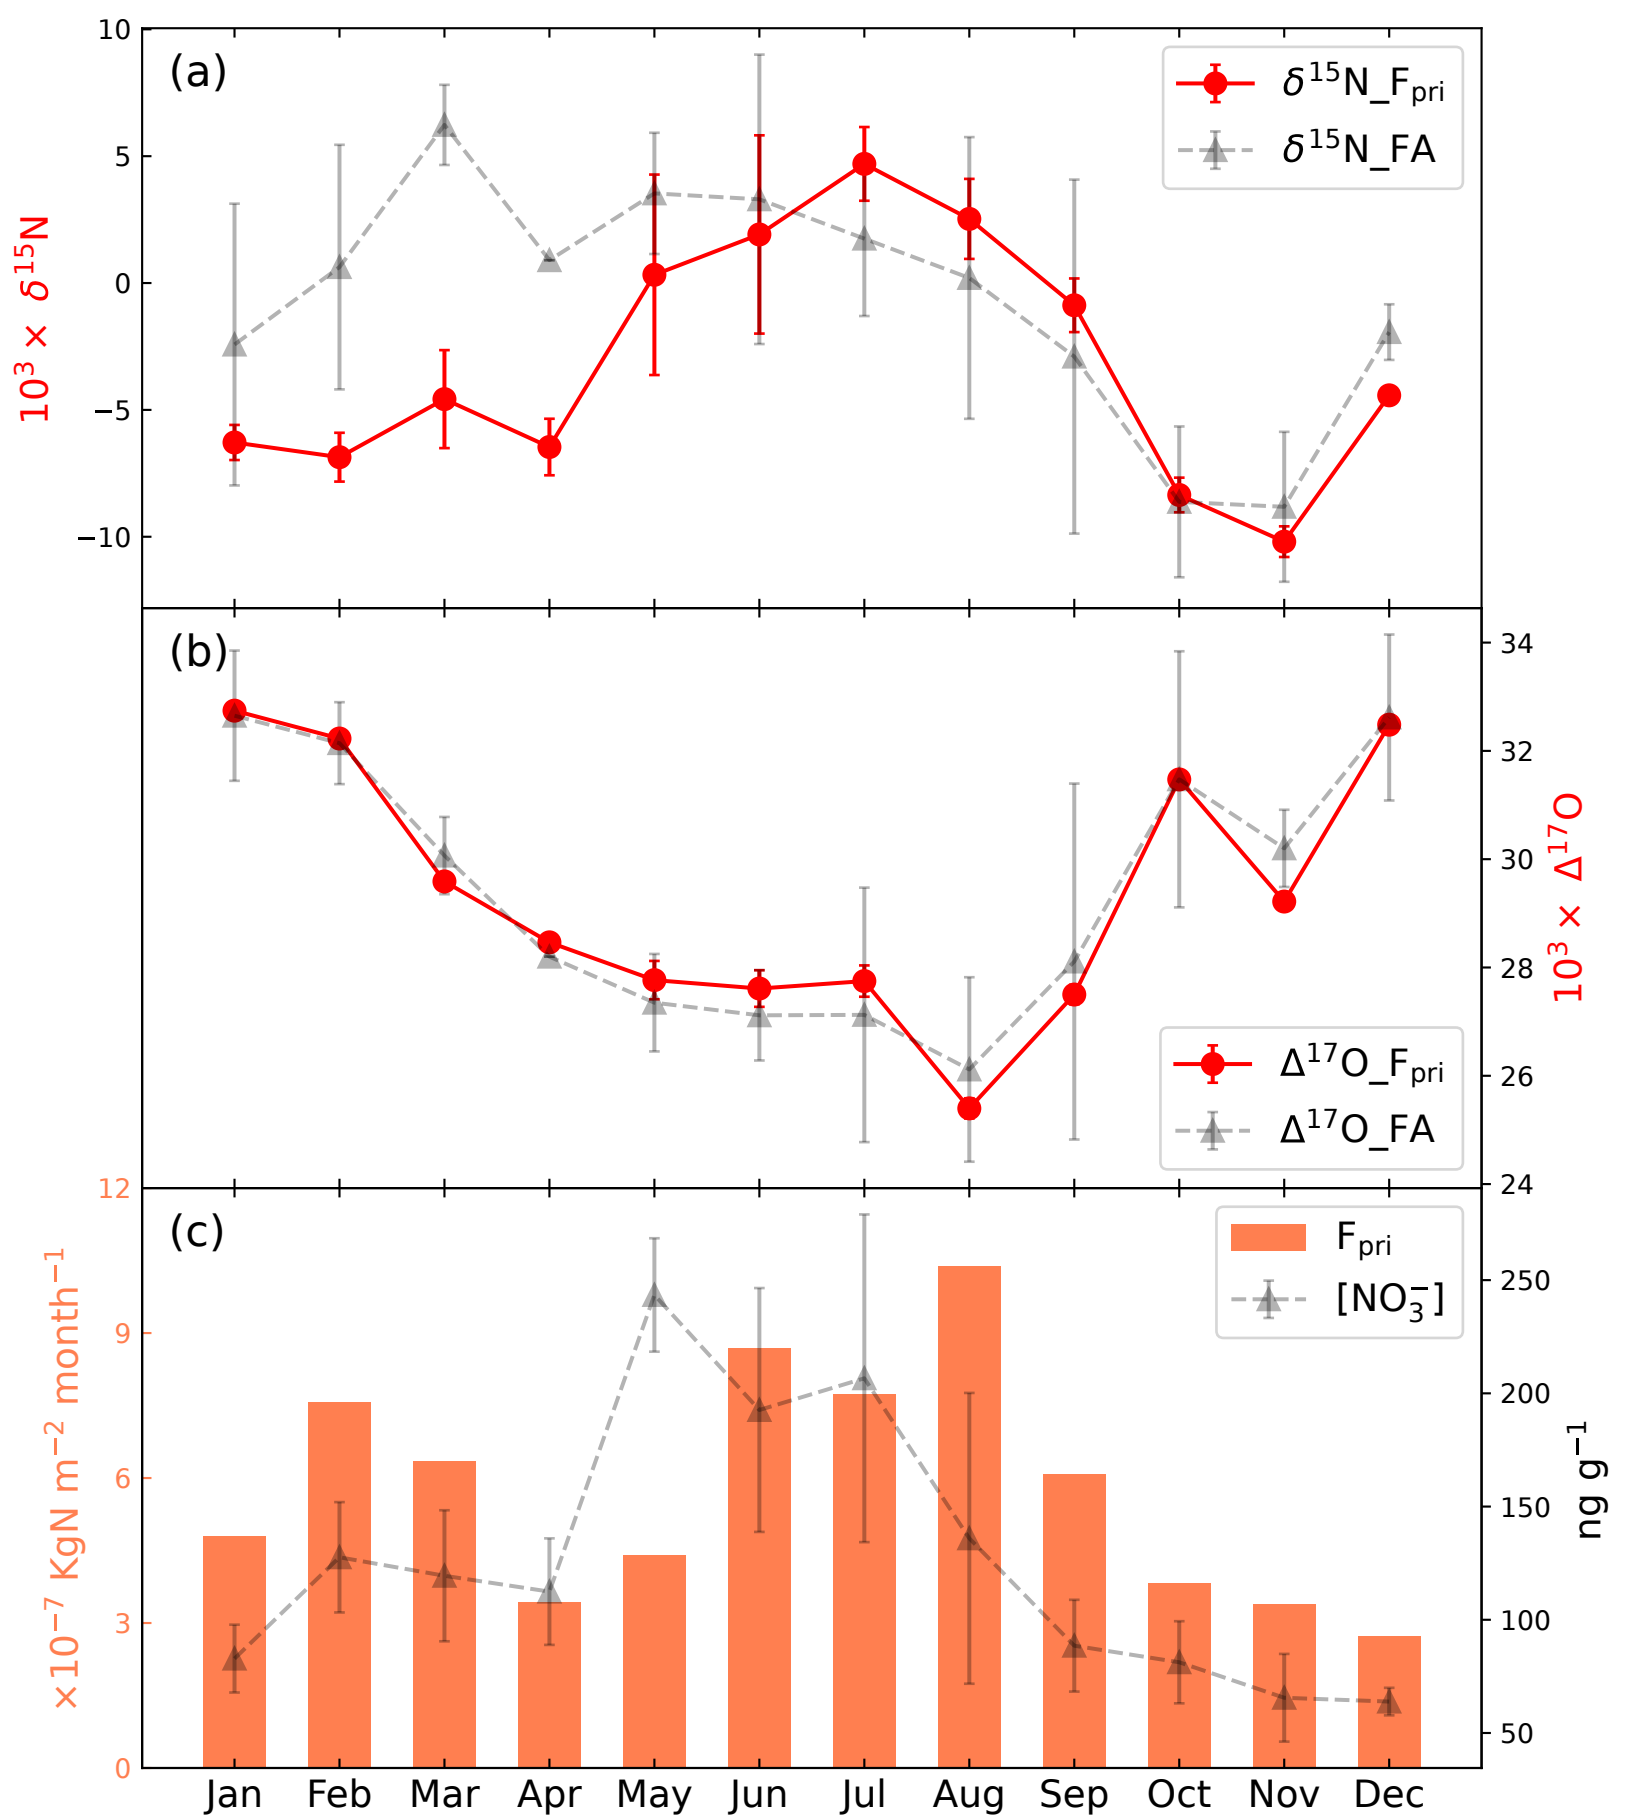 (a)
10
5
0
−5
−10
10³ × δ¹⁵N
δ¹⁵N_Fpri
δ¹⁵N_FA
(b)
34
32
30
28
26
24
10³ × Δ¹⁷O
Δ¹⁷O_Fpri
Δ¹⁷O_FA
(c)
12
9
6
3
0
×10⁻⁷ KgN m⁻² month⁻¹
Fpri
[NO₃⁻]
250
200
150
100
50
ng g⁻¹
Jan Feb Mar Apr May Jun Jul Aug Sep Oct Nov Dec